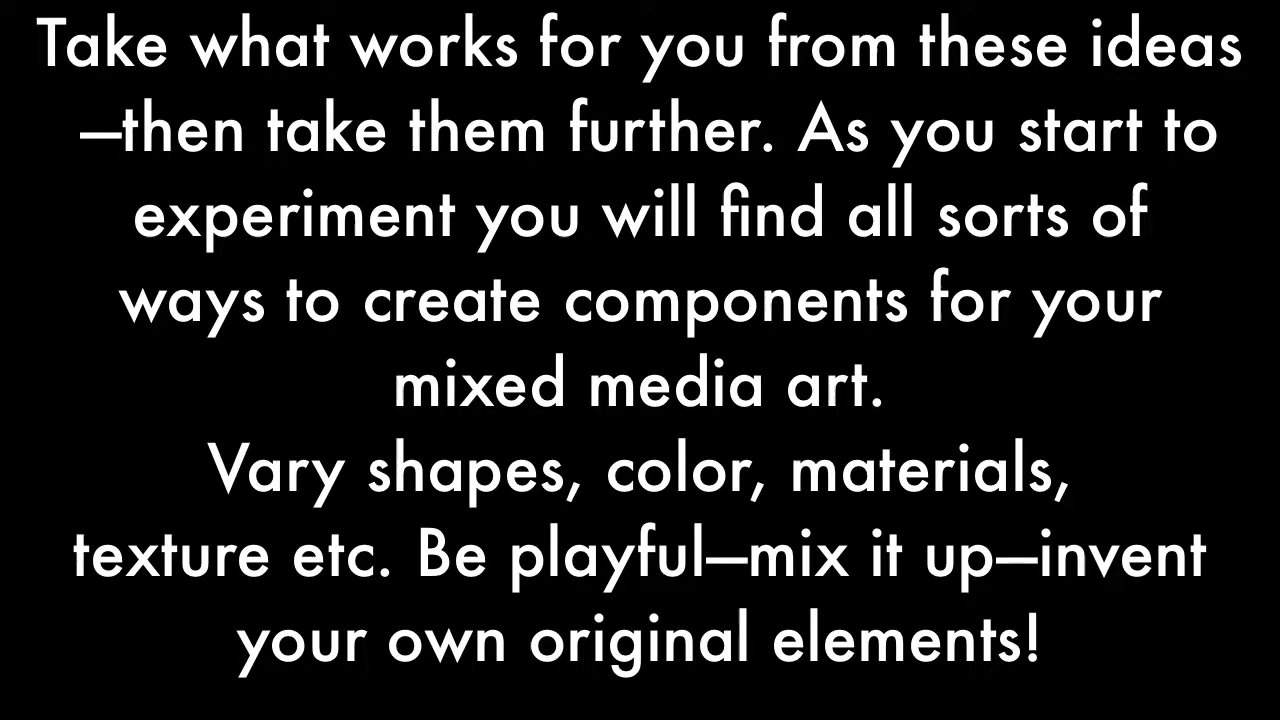 Take what works for you from these ideas
—then take them further. As you start to
experiment you will find all sorts of
ways to create components for your
mixed media art.
Vary shapes, color, materials,
texture etc. Be playful—mix it up—invent
your own original elements!